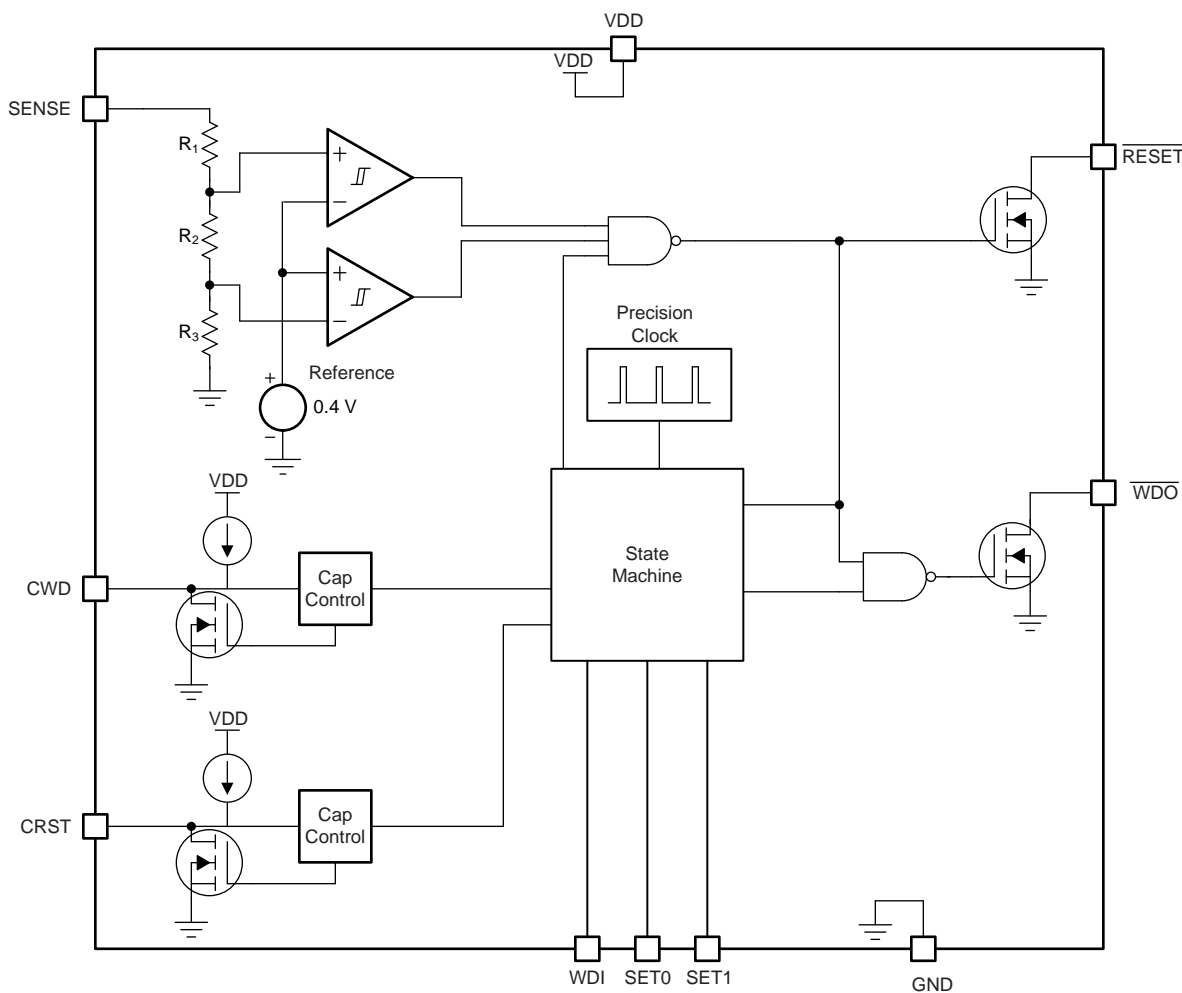 VDD
VDD
SENSE
R1
R2
R3
+
−
+
−
RESET
Precision
Clock
+
Reference
0.4 V
−
VDD
WDO
CWD
Cap
Control
State
Machine
VDD
CRST
Cap
Control
WDI
SET0
SET1
GND